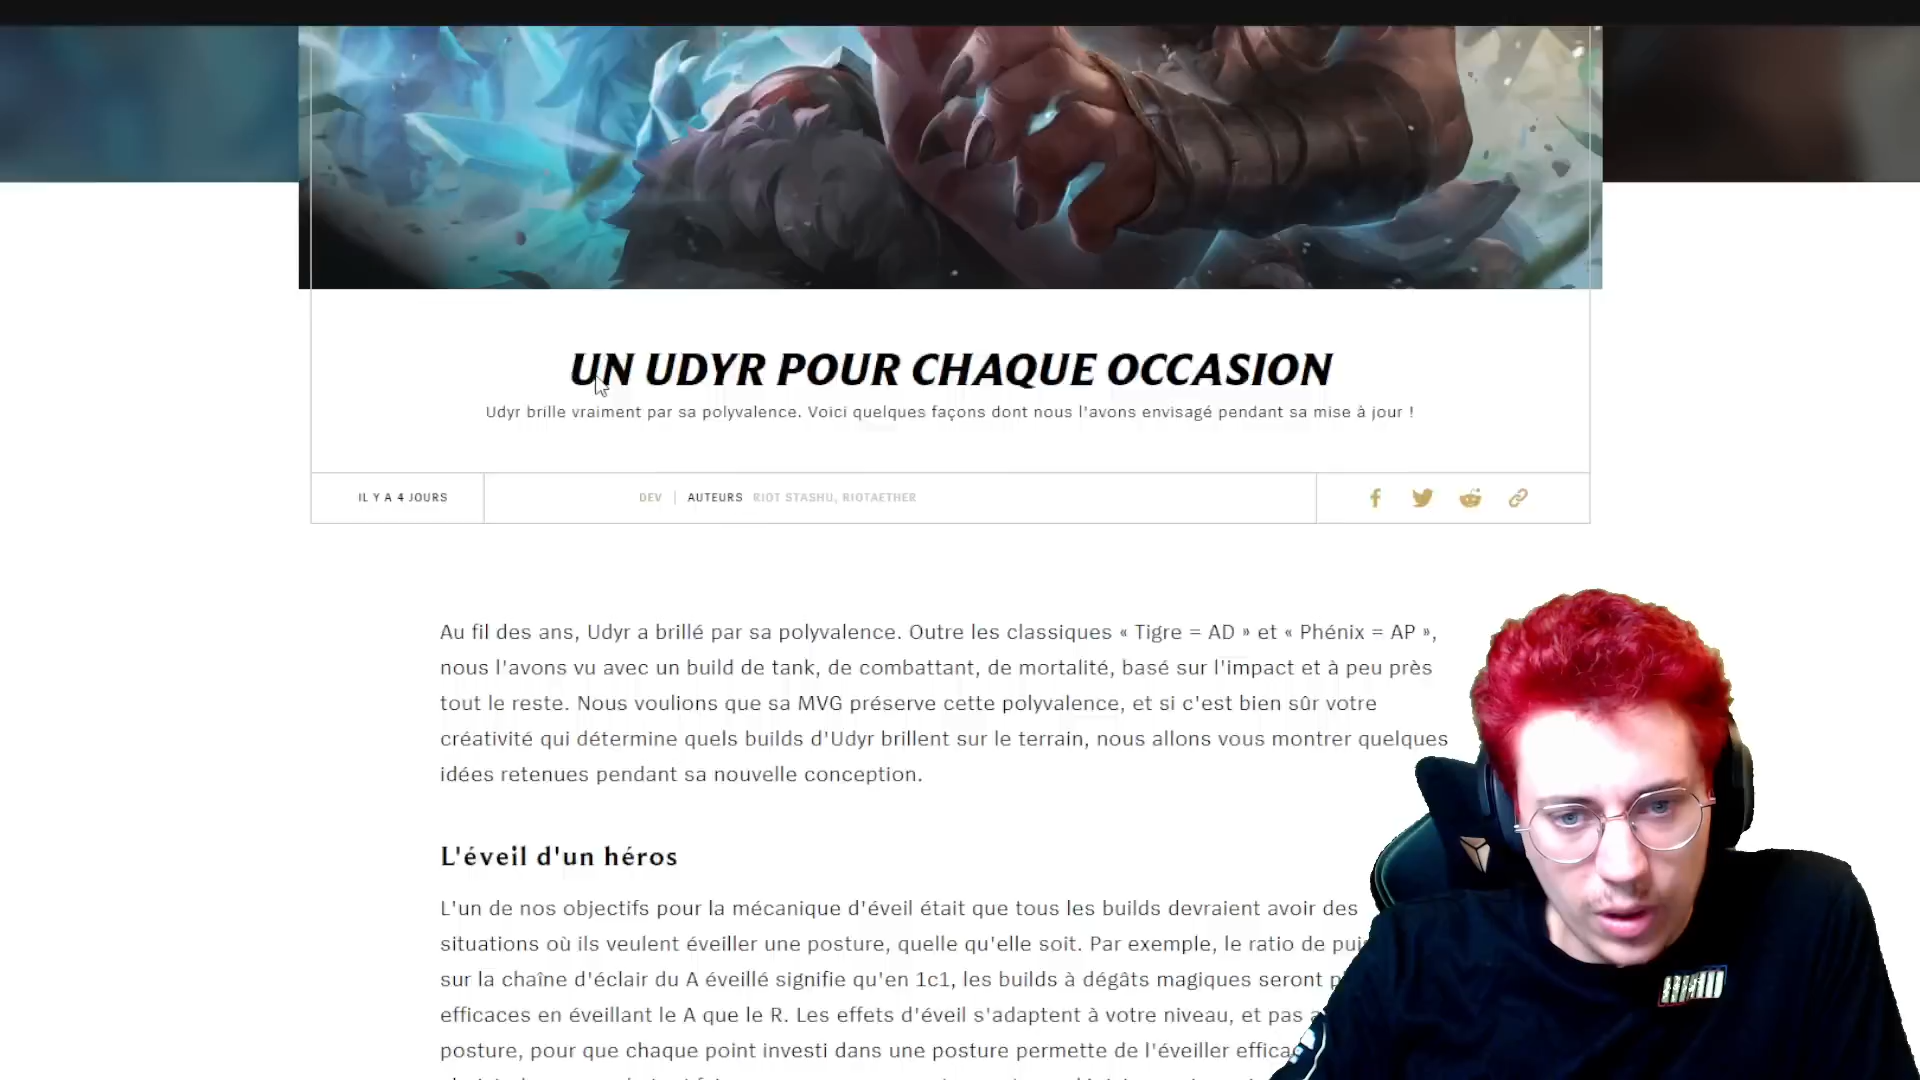 UN UDYR POUR CHAQUE OCCASION
Udyr brille vraiment par sa polyvalence. Voici quelques façons dont nous l'avons envisagé pendant sa mise à jour !
IL Y A 4 JOURS
DEV | AUTEURS RIOT STASHU, RIOTAETHER
Au fil des ans, Udyr a brillé par sa polyvalence. Outre les classiques « Tigre = AD » et « Phénix = AP »,
nous l'avons vu avec un build de tank, de combattant, de mortalité, basé sur l'impact et à peu près
tout le reste. Nous voulions que sa MVG préserve cette polyvalence, et si c'est bien sûr votre
créativité qui détermine quels builds d'Udyr brillent sur le terrain, nous allons vous montrer quelques
idées retenues pendant sa nouvelle conception.
L'éveil d'un héros
L'un de nos objectifs pour la mécanique d'éveil était que tous les builds devraient avoir des
situations où ils veulent éveiller une posture, quelle qu'elle soit. Par exemple, le ratio de
sur la chaîne d'éclair du A éveillé signifie qu'en 1c1, les builds à dégâts magiques seront
efficaces en éveillant le A que le R. Les effets d'éveil s'adaptent à votre niveau, et pas
posture, pour que chaque point investi dans une posture permette de l'éveiller